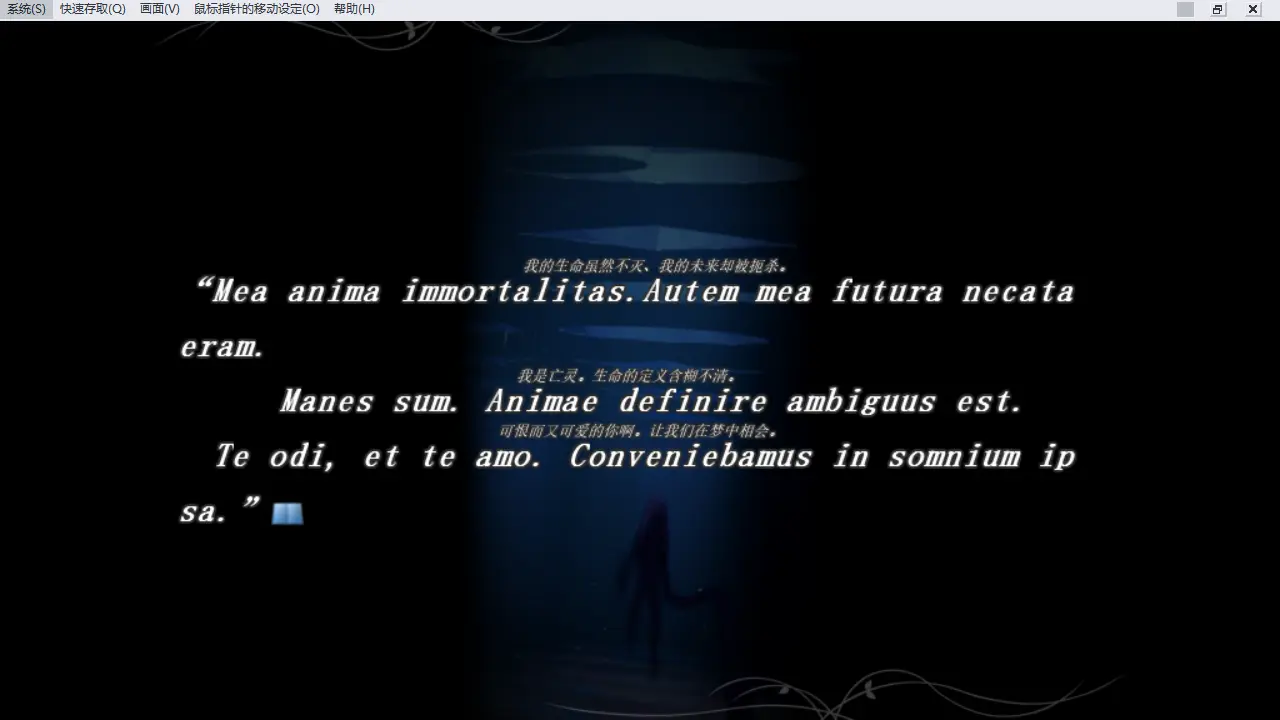 系统(S) 快速存取(Q) 画面(V) 鼠标指针的移动设定(O) 帮助(H)
我的生命虽然不灭、我的未来却被扼杀。
“Mea anima immortalitas.Autem mea futura necata
eram.
我是亡灵。生命的定义含糊不清。
Manes sum. Animae definire ambiguus est.
可恨而又可爱的你啊。让我们在梦中相会。
Te odi, et te amo. Conveniebamus in somnium ip
sa.”